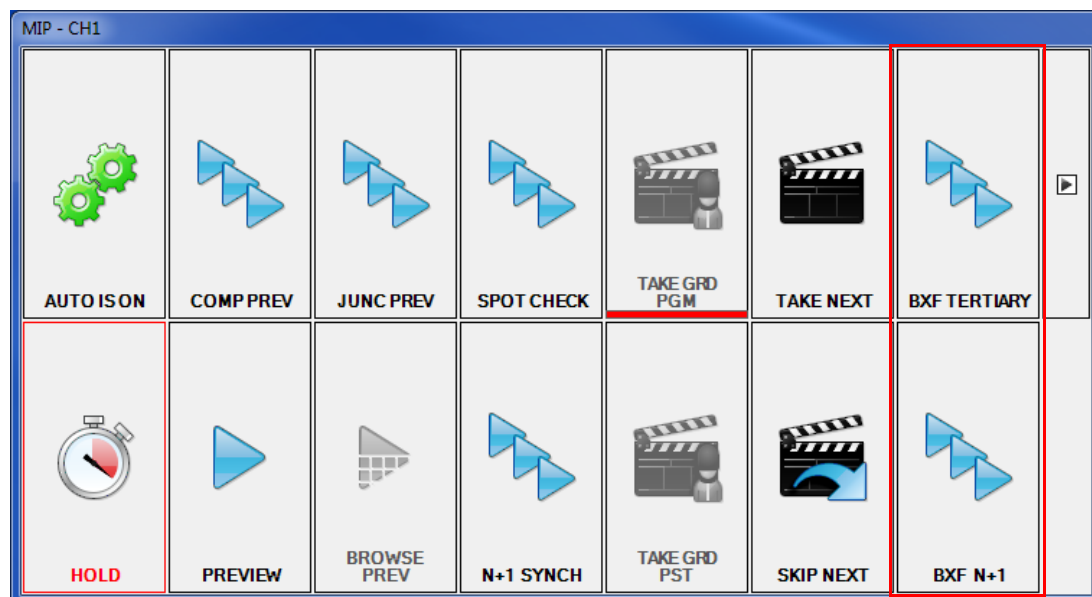 MIP - CH1
AUTO IS ON
COMP PREV
JUNC PREV
SPOT CHECK
TAKE GRD
PGM
TAKE NEXT
BXF TERTIARY
HOLD
PREVIEW
BROWSE
PREV
N+1 SYNCH
TAKE GRD
PST
SKIP NEXT
BXF N+1